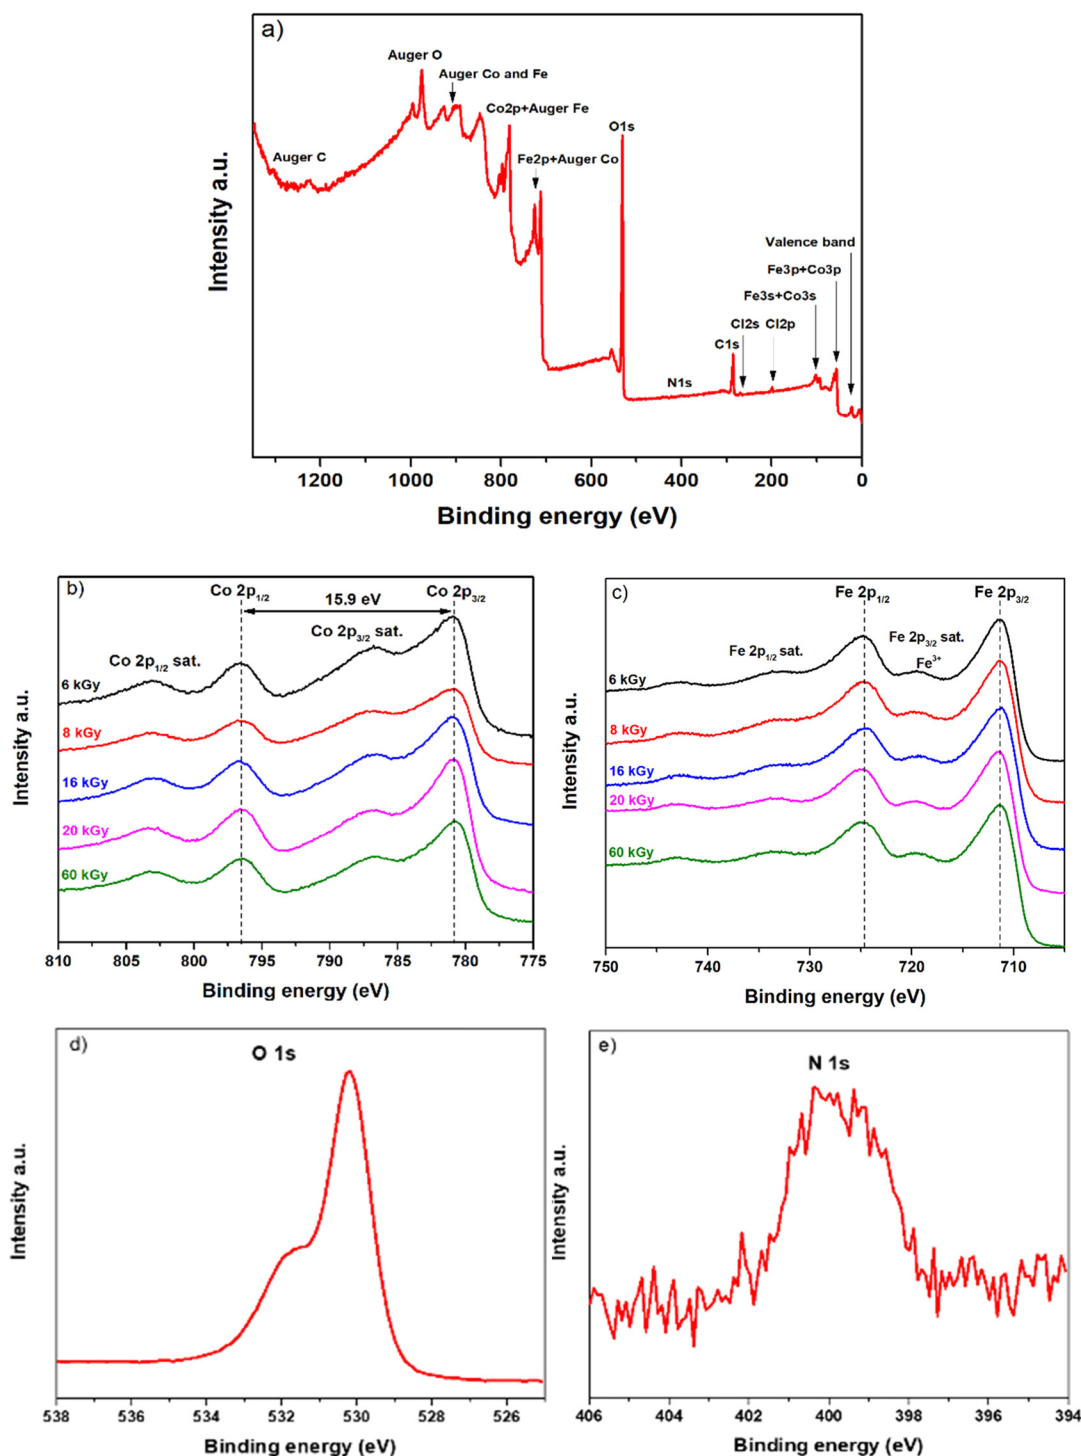 a)
Auger O
Auger Co and Fe
Co2p+Auger Fe
O1s
Auger C
Fe2p+Auger Co
Valence band
Fe3p+Co3p
Fe3s+Co3s
Cl2s Cl2p
C1s
N1s
Intensity a.u.
1200 1000 800 600 400 200 0
Binding energy (eV)
b)
Co 2p1/2
Co 2p3/2
15.9 eV
Co 2p3/2 sat.
Co 2p1/2 sat.
6 kGy
8 kGy
16 kGy
20 kGy
60 kGy
Intensity a.u.
810 805 800 795 790 785 780 775
Binding energy (eV)
c)
Fe 2p1/2
Fe 2p3/2
Fe 2p3/2 sat.
Fe 2p1/2 sat.
Fe3+
6 kGy
8 kGy
16 kGy
20 kGy
60 kGy
Intensity a.u.
750 740 730 720 710
Binding energy (eV)
d)
O 1s
Intensity a.u.
538 536 534 532 530 528 526
Binding energy (eV)
e)
N 1s
Intensity a.u.
406 404 402 400 398 396 394
Binding energy (eV)